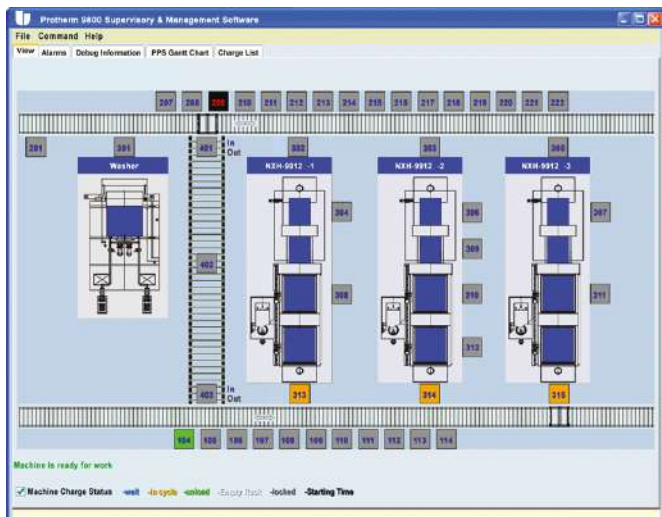 Protherm 9800 Supervisory & Management Software
File Command Help
View Alarms Debug Information PPS Gantt Chart Charge List
207 208 209 210 211 212 213 214 215 216 217 218 219 220 221 222
201 301 401 In 302 303 300
Out
Washer NXH-9912 -1 NXH-9912 -2 NXH-9912 -3
304 306 307
309
402 308 310 311
312
403 In 313 314 315
Out
104 105 106 107 108 109 110 111 112 113 114
Machine is ready for work
Machine Charge Status -wait -In cycle -unload -Empty Rack -locked -Starting Time